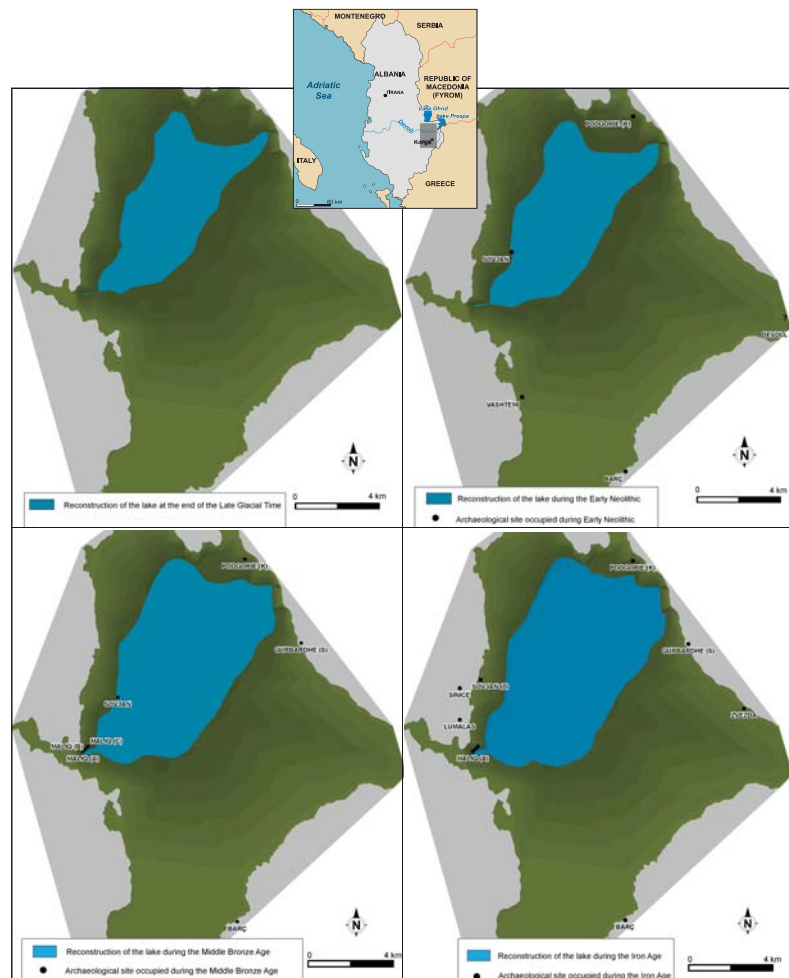 MONTENEGRO
SERBIA
Adriatic
Sea
ALBANIA
TIRANA
REPUBLIC OF
MACEDONIA
(FYROM)
Lake Ohrid
Lake Prespa
Devoll
Korça
ITALY
GREECE
0
60 km
N
Reconstruction of the lake at the end of the Late Glacial Time
0
4 km
PODGORIE (K)
SOVJAN
VASHTEMI
BARÇ
N
Reconstruction of the lake during the Early Neolithic
Archaeological site occupied during Early Neolithic
0
4 km
PODGORIE (K)
GURBARDHE (S)
SOVJAN
MALIQ (B)
MALIQ (C)
MALIQ (A)
BARÇ
N
Reconstruction of the lake during the Middle Bronze Age
Archaeological site occupied during the Middle Bronze Age
0
4 km
PODGORIE (K)
GURBARDHE (S)
SINICE
LUMALAS
ZVEZDA
BARÇ
N
Reconstruction of the lake during the Iron Age
Archaeological site occupied during the Iron Age
0
4 km